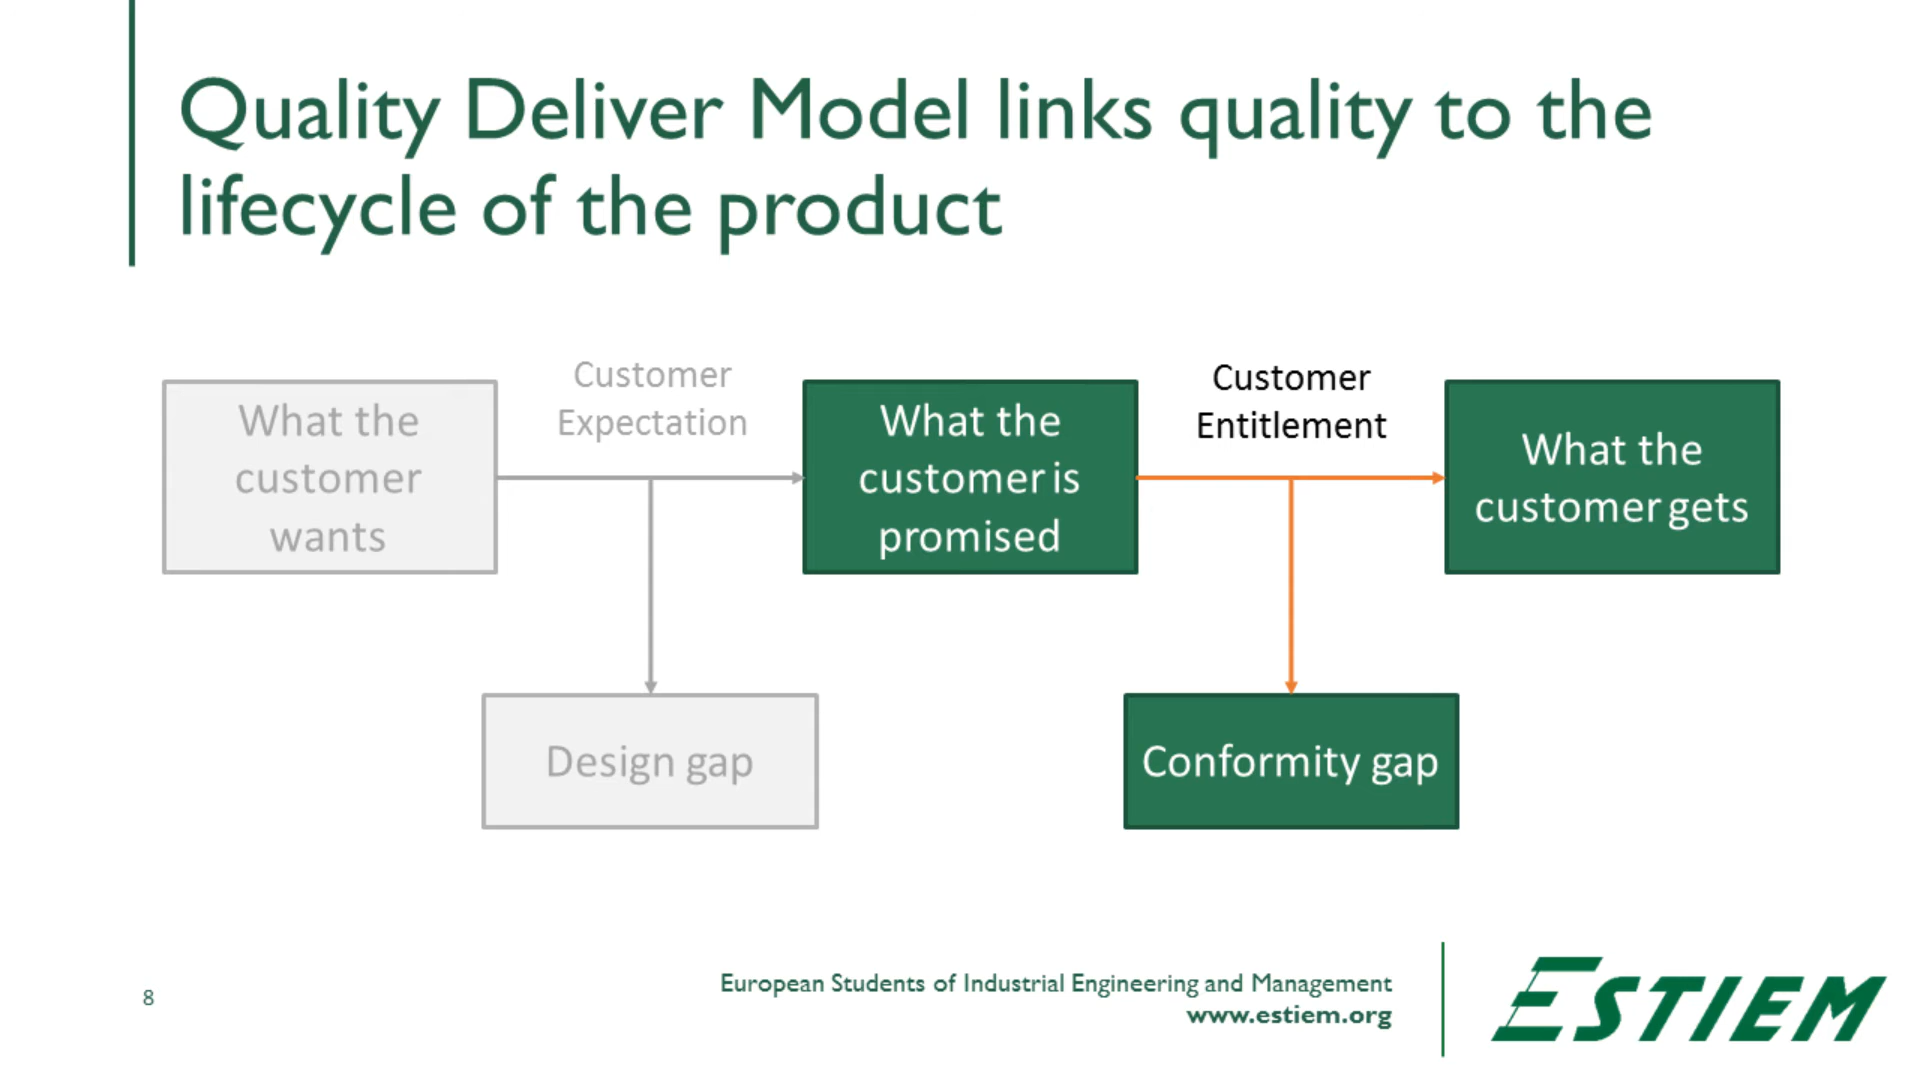 Quality Deliver Model links quality to the
lifecycle of the product
Customer
Expectation
Customer
Entitlement
What the
customer
wants
What the
customer is
promised
What the
customer gets
Design gap
Conformity gap
8
European Students of Industrial Engineering and Management
www.estiem.org
ESTIEM